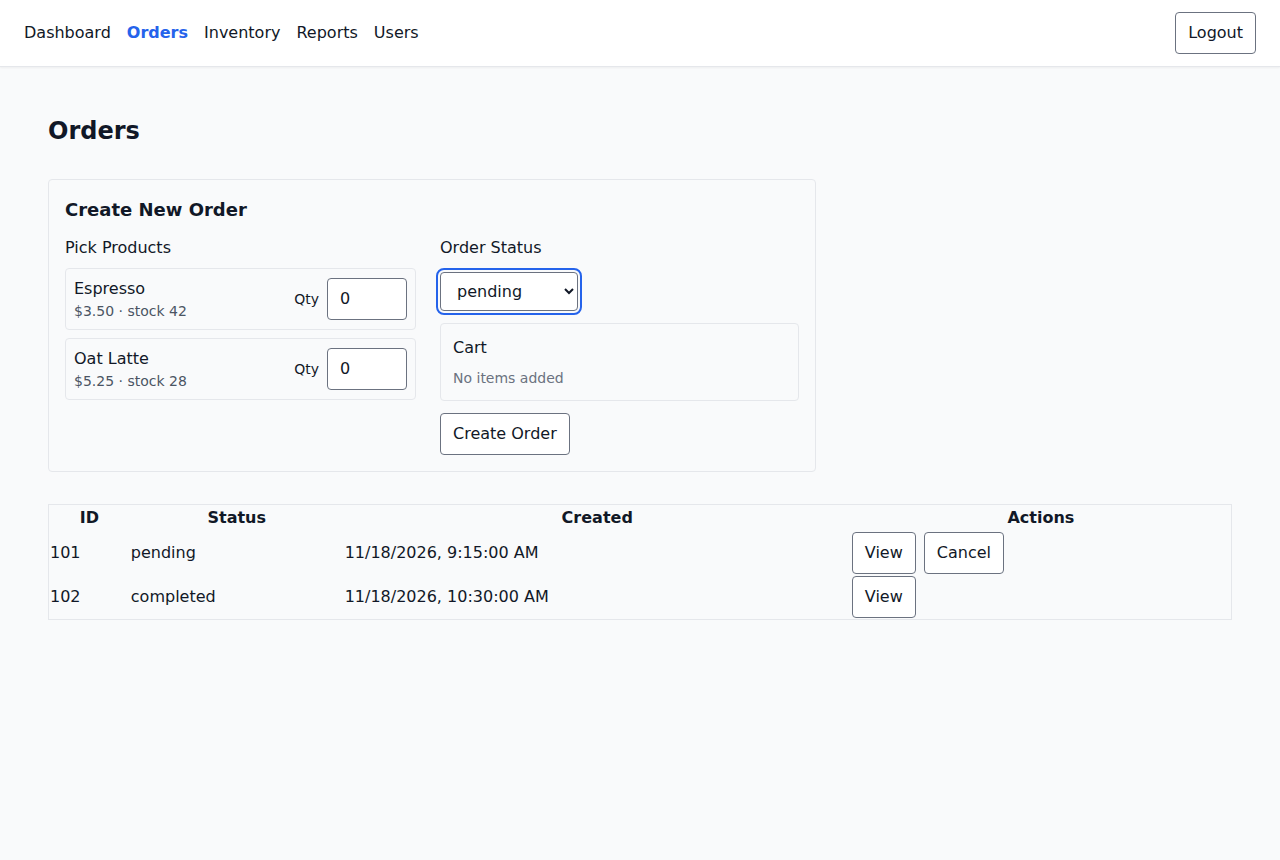 Dashboard Orders Inventory Reports Users Logout
Orders
Create New Order
Pick Products
Espresso
$3.50 · stock 42
Qty 0
Oat Latte
$5.25 · stock 28
Qty 0
Order Status
pending
Cart
No items added
Create Order
ID Status Created Actions
101 pending 11/18/2026, 9:15:00 AM View Cancel
102 completed 11/18/2026, 10:30:00 AM View